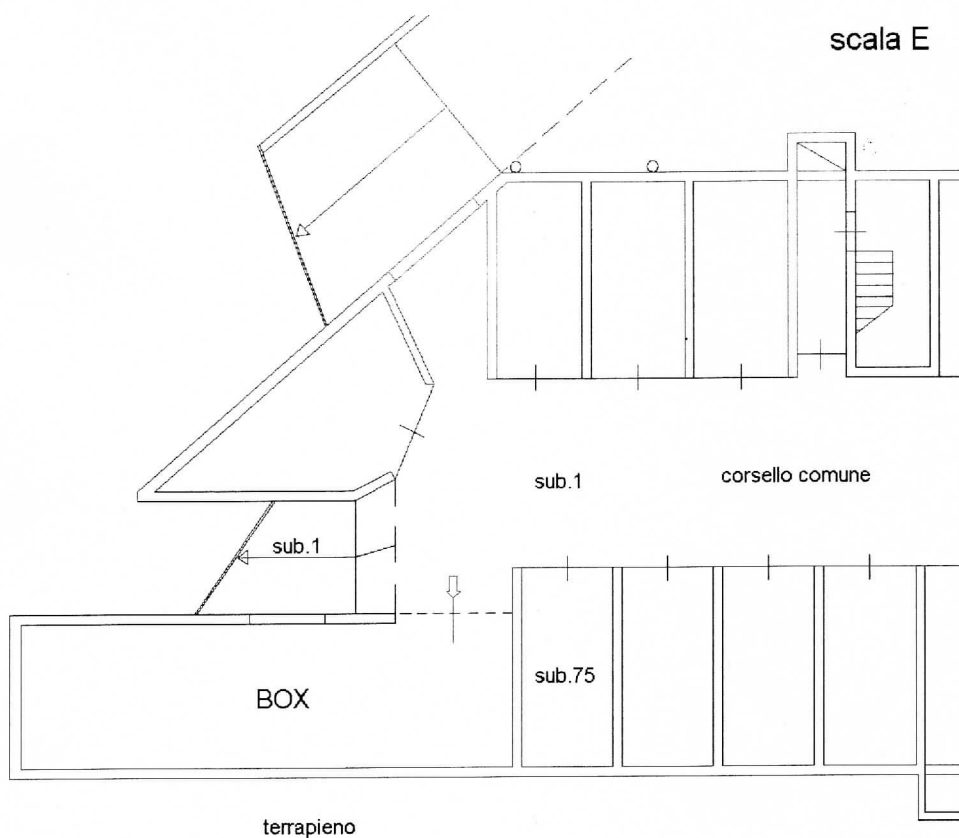 scala E
sub.1
corsello comune
sub.1
sub.75
BOX
terrapieno